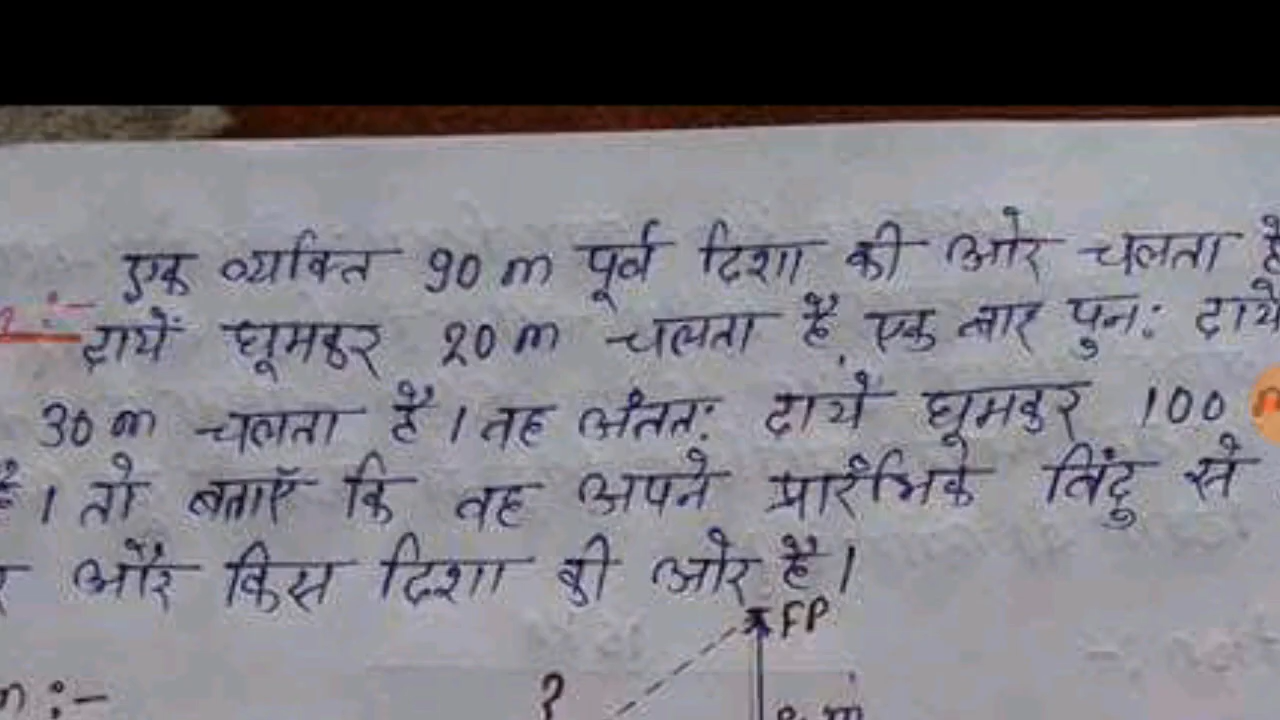 एक व्यक्ति 90 m पूर्व दिशा की ओर चलता है
दायें घूमकर 20 m चलता है, एक बार पुन: दायें
30 m चलता है। वह अंतत: दायें घूमकर 100 m
है। तो बताएँ कि वह अपने प्रारंभिक बिंदु से
और किस दिशा की ओर है।
FP
?
n :-